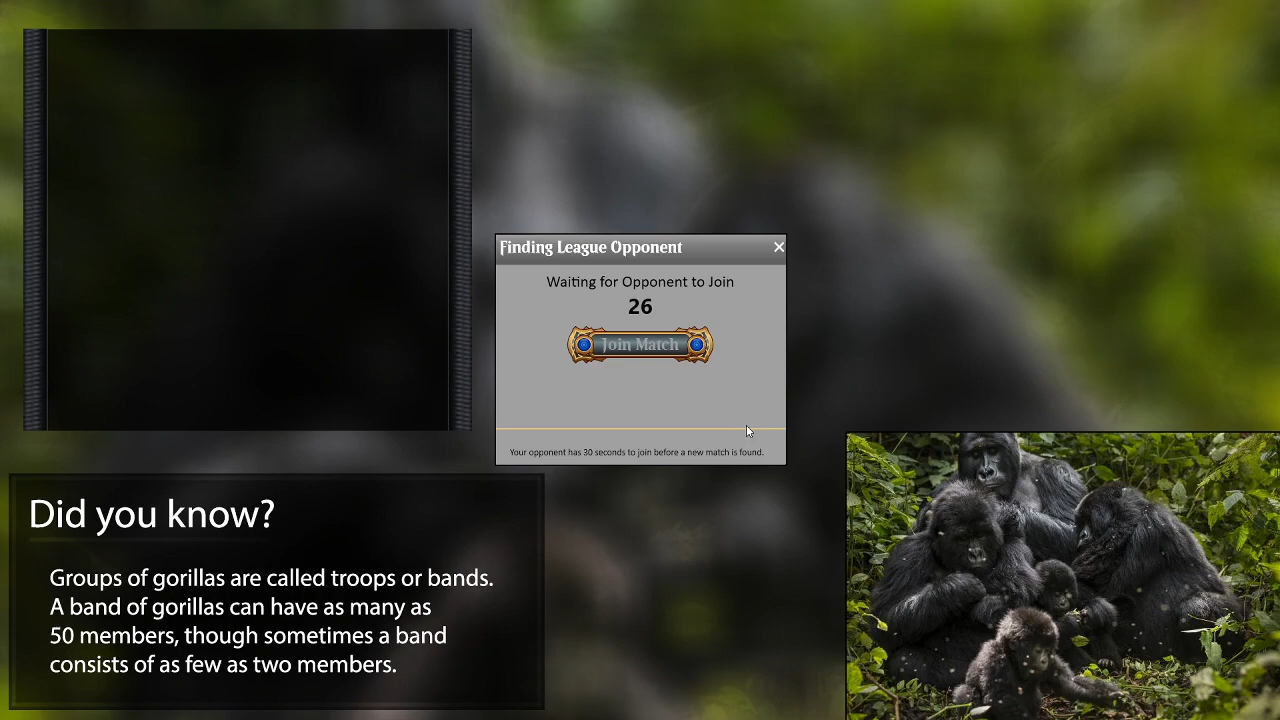 Finding League Opponent
Waiting for Opponent to Join
26
Join Match
Your opponent has 30 seconds to join before a new match is found.
Did you know?
Groups of gorillas are called troops or bands.
A band of gorillas can have as many as
50 members, though sometimes a band
consists of as few as two members.